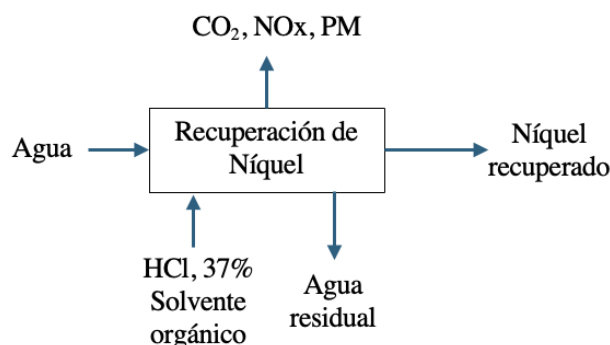 CO₂, NOx, PM
Agua
Recuperación de
Níquel
Níquel
recuperado
HCl, 37%
Solvente
orgánico
Agua
residual